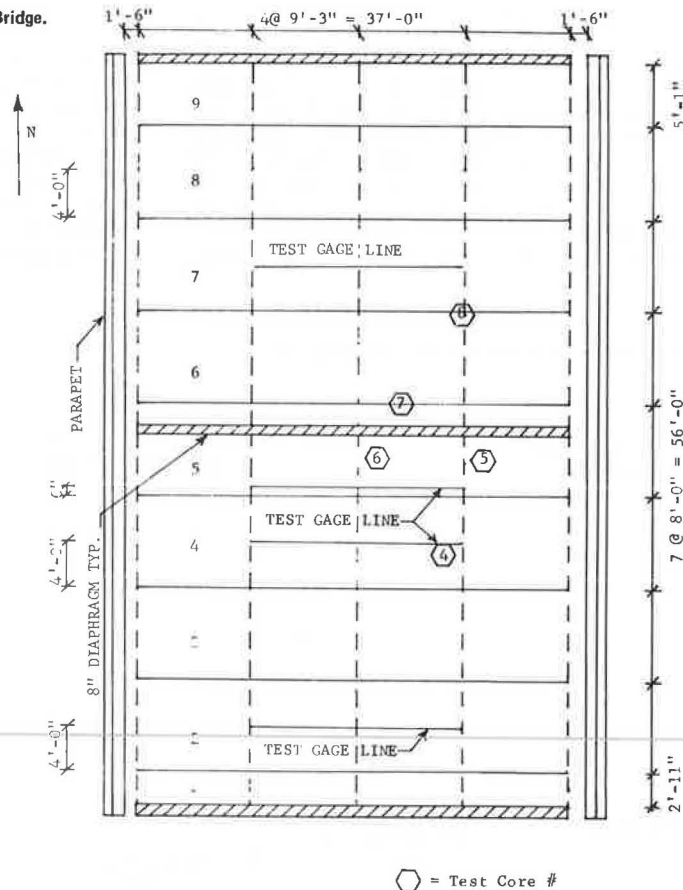 Bridge.
1'-6" 4@ 9'-3" = 37'-0" 1'-6"
N
9
5'-1"
8
4'-0"
TEST GAGE LINE
7
PARAPET
6
7
6
5
5
TEST GAGE LINE
4
4
8" DIAPHRAGM TYP.
7 @ 8'-0" = 56'-0"
4'-0"
TEST GAGE LINE
2'-11"
= Test Core #